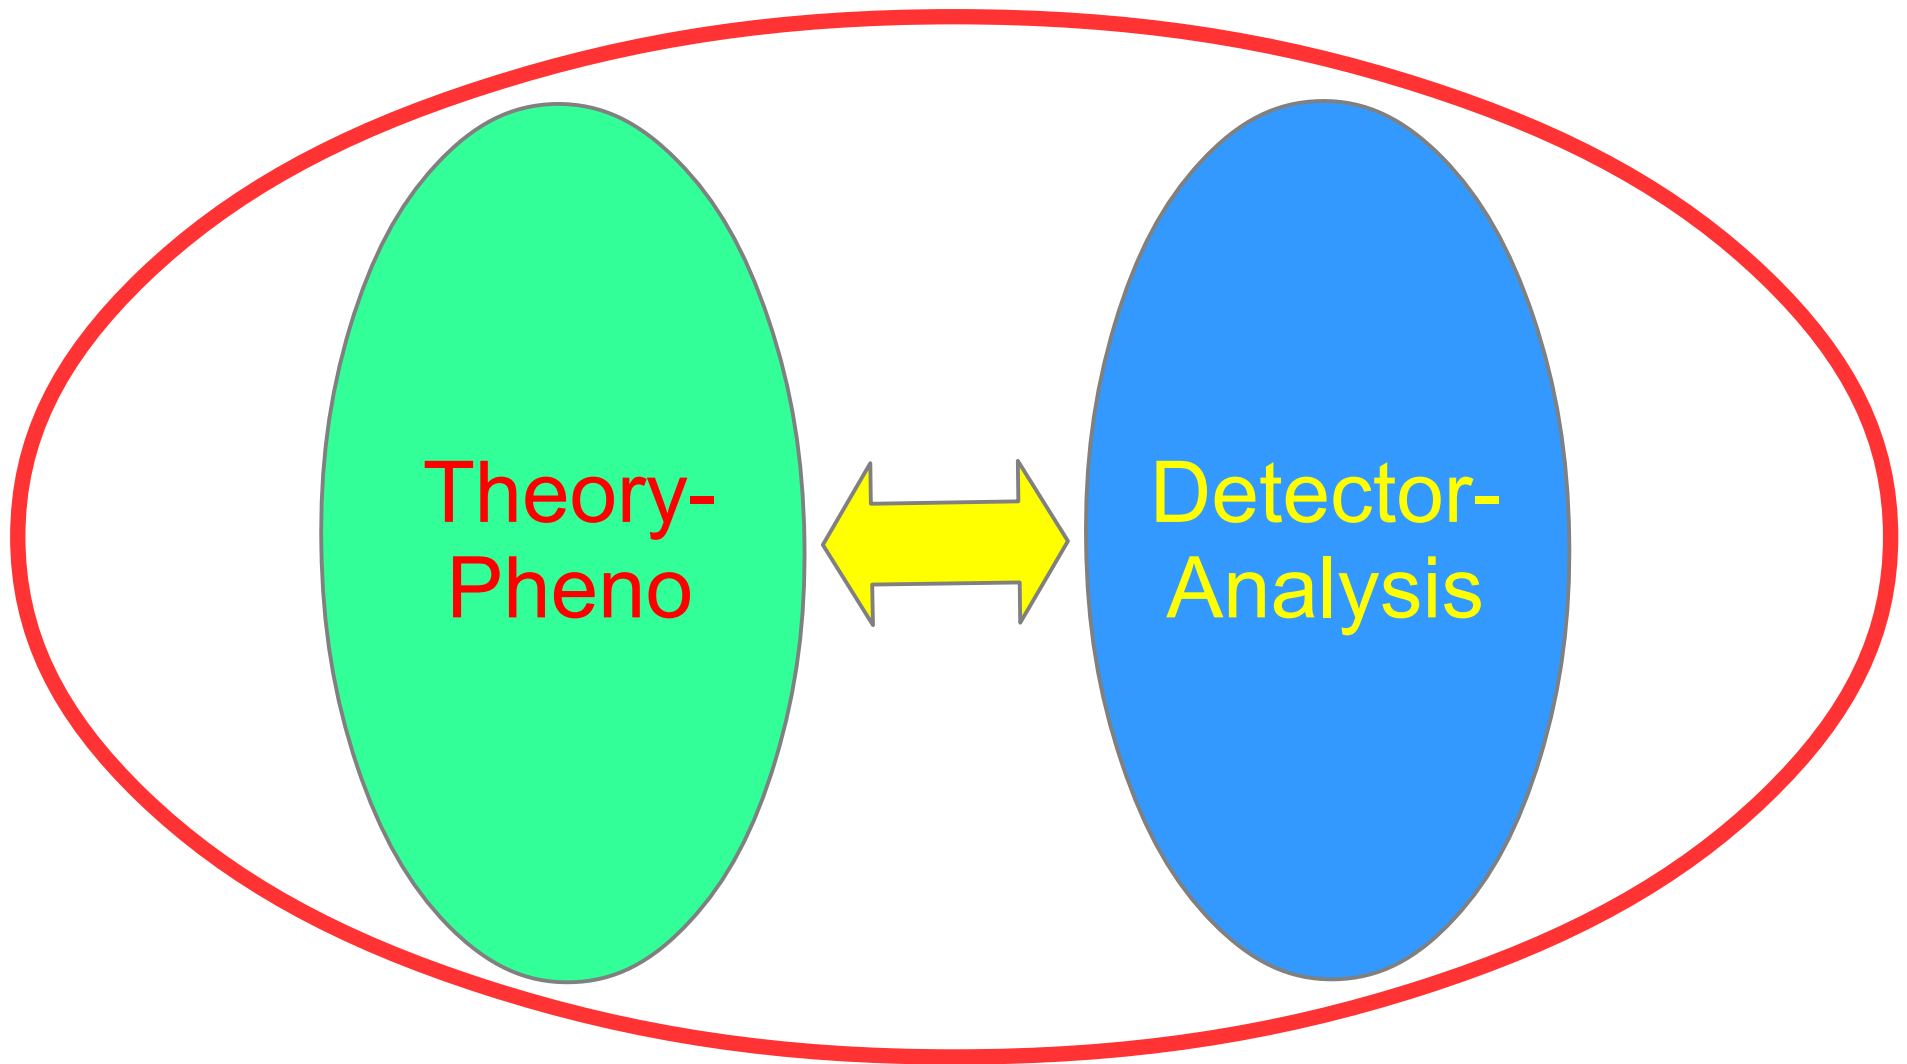 Theory-
Pheno
Detector-
Analysis